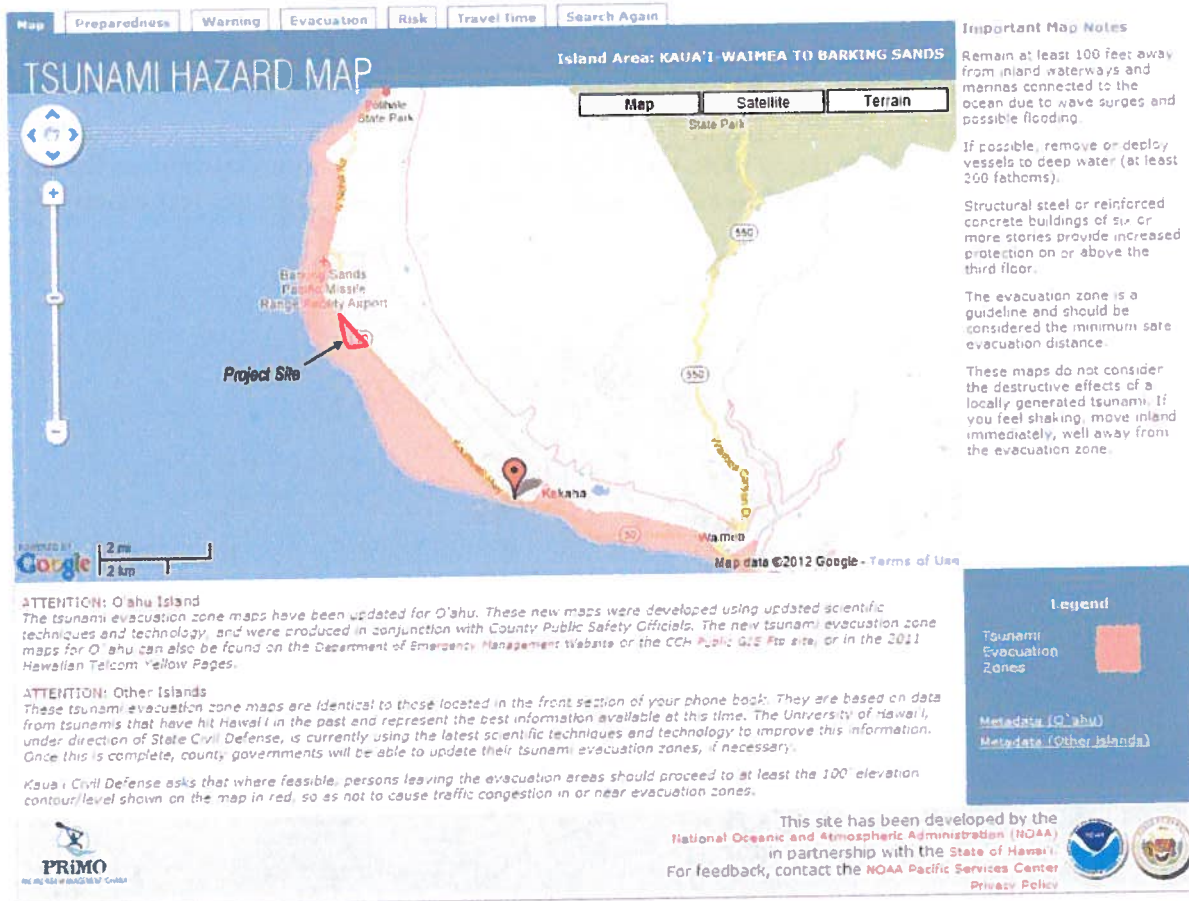 Map Preparedness Warning Evacuation Risk Travel Time Search Again
TSUNAMI HAZARD MAP
Island Area: KAUA'I-WAIMEA TO BARKING SANDS
Map Satellite Terrain
Polihale
State Park
State Park
550
Barking Sands
Pacific Missile
Range Facility Airport
Project Site
550
Kekaha
50
Waimea
Waimea Canyon Dr
POWERED BY
Google
2 mi
2 km
Map data ©2012 Google - Terms of Use
Important Map Notes
Remain at least 100 feet away
from inland waterways and
marinas connected to the
ocean due to wave surges and
possible flooding.
If possible, remove or deploy
vessels to deep water (at least
200 fathoms).
Structural steel or reinforced
concrete buildings of six or
more stories provide increased
protection on or above the
third floor.
The evacuation zone is a
guideline and should be
considered the minimum safe
evacuation distance.
These maps do not consider
the destructive effects of a
locally generated tsunami. If
you feel shaking, move inland
immediately, well away from
the evacuation zone.
ATTENTION: O'ahu Island
The tsunami evacuation zone maps have been updated for O'ahu. These new maps were developed using updated scientific
techniques and technology, and were produced in conjunction with County Public Safety Officials. The new tsunami evacuation zone
maps for O'ahu can also be found on the Department of Emergency Management Website or the CCH Public GIS Ftp site, or in the 2011
Hawaiian Telcom Yellow Pages.
ATTENTION: Other Islands
These tsunami evacuation zone maps are identical to those located in the front section of your phone book. They are based on data
from tsunamis that have hit Hawai'i in the past and represent the best information available at this time. The University of Hawai'i,
under direction of State Civil Defense, is currently using the latest scientific techniques and technology to improve this information.
Once this is complete, county governments will be able to update their tsunami evacuation zones, if necessary.
Kaua'i Civil Defense asks that where feasible, persons leaving the evacuation areas should proceed to at least the 100' elevation
contour/level shown on the map in red, so as not to cause traffic congestion in or near evacuation zones.
Legend
Tsunami
Evacuation
Zones
Metadata (O`ahu)
Metadata (Other Islands)
PRiMO
This site has been developed by the
National Oceanic and Atmospheric Administration (NOAA)
in partnership with the State of Hawai'i.
For feedback, contact the NOAA Pacific Services Center
Privacy Policy
NOAA